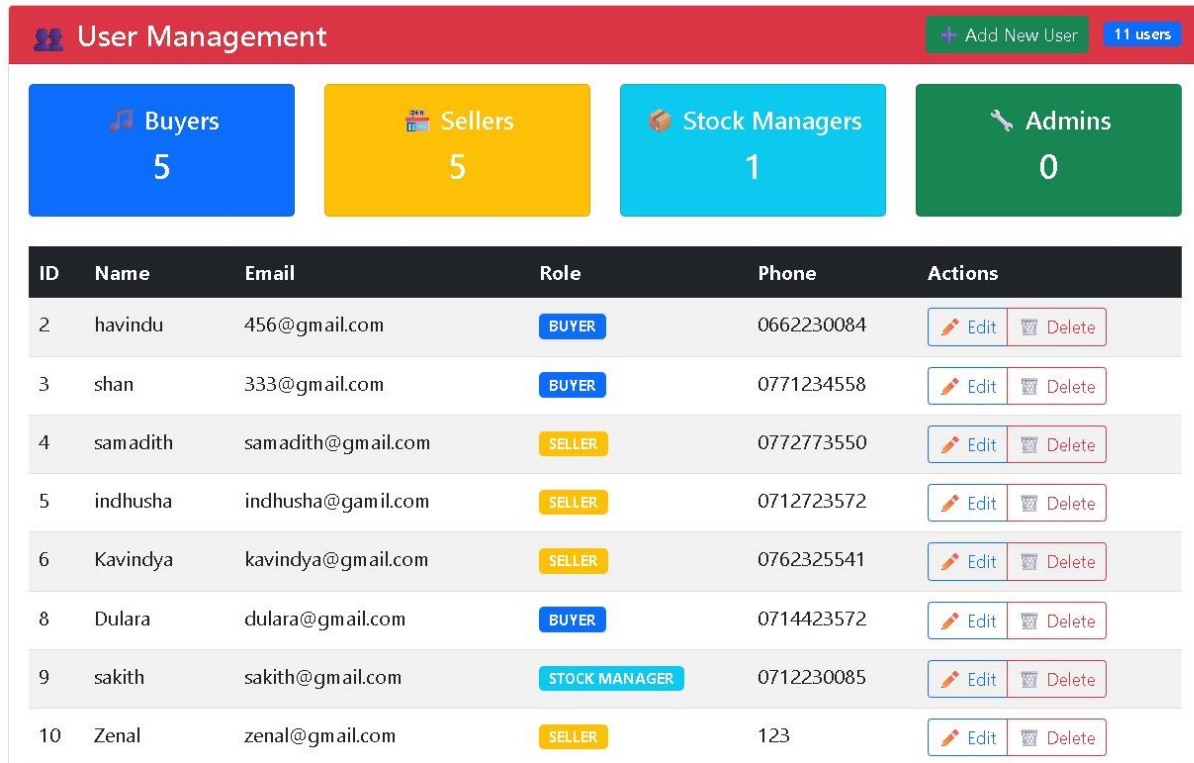 User Management
Add New User
11 users
Buyers
5
Sellers
5
Stock Managers
1
Admins
0
ID Name Email Role Phone Actions
2 havindu 456@gmail.com BUYER 0662230084 Edit Delete
3 shan 333@gmail.com BUYER 0771234558 Edit Delete
4 samadith samadith@gmail.com SELLER 0772773550 Edit Delete
5 indhusha indhusha@gamil.com SELLER 0712723572 Edit Delete
6 Kavindya kavindya@gmail.com SELLER 0762325541 Edit Delete
8 Dulara dulara@gmail.com BUYER 0714423572 Edit Delete
9 sakith sakith@gmail.com STOCK MANAGER 0712230085 Edit Delete
10 Zenal zenal@gmail.com SELLER 123 Edit Delete